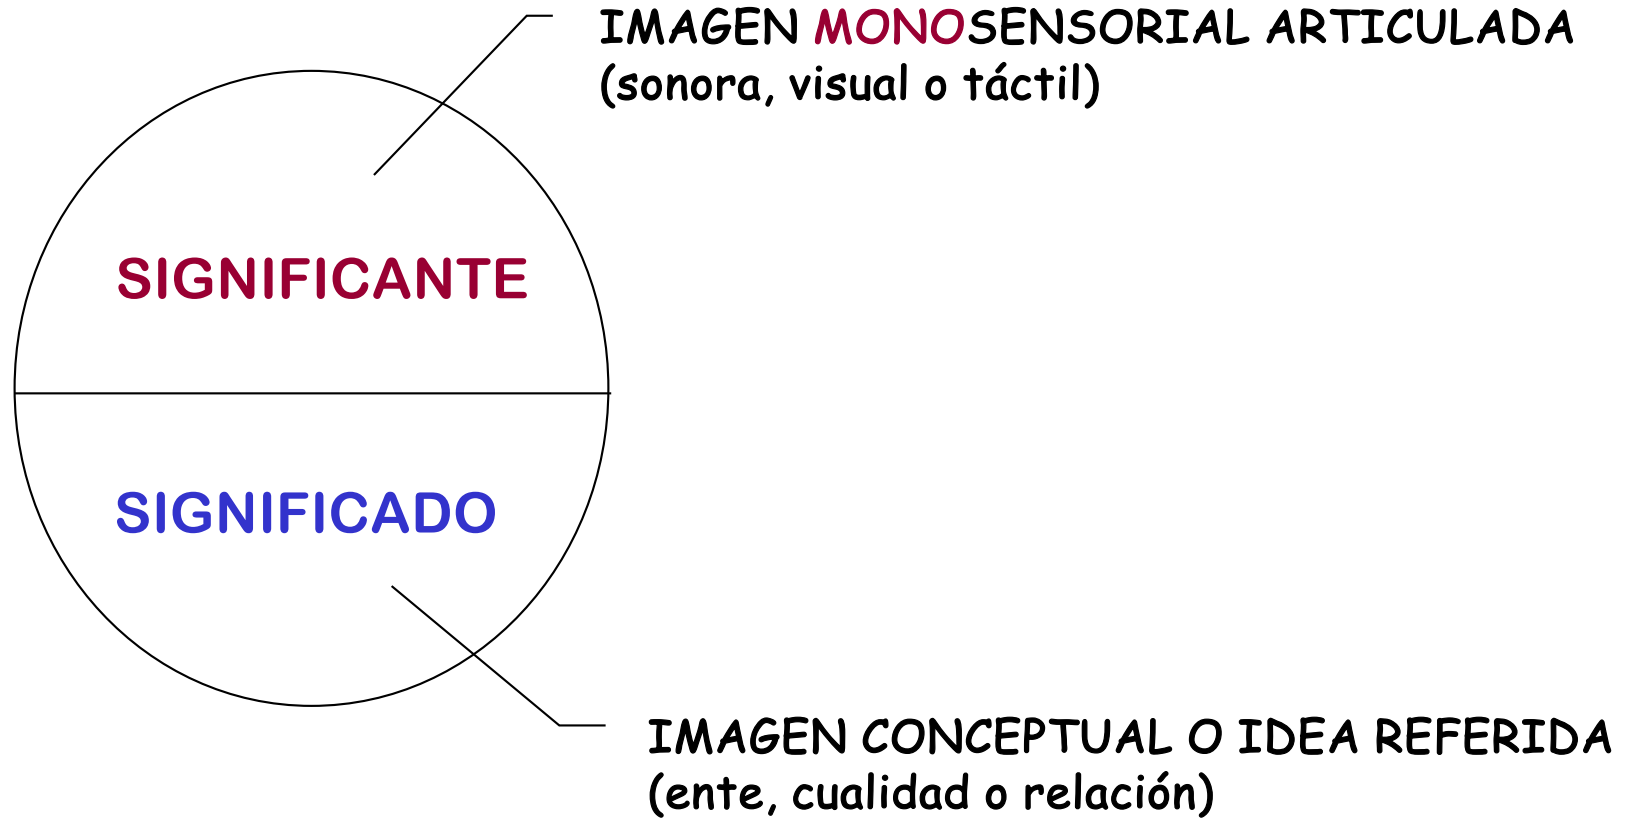 IMAGEN MONOSENSORIAL ARTICULADA
(sonora, visual o táctil)
SIGNIFICANTE
SIGNIFICADO
IMAGEN CONCEPTUAL O IDEA REFERIDA
(ente, cualidad o relación)